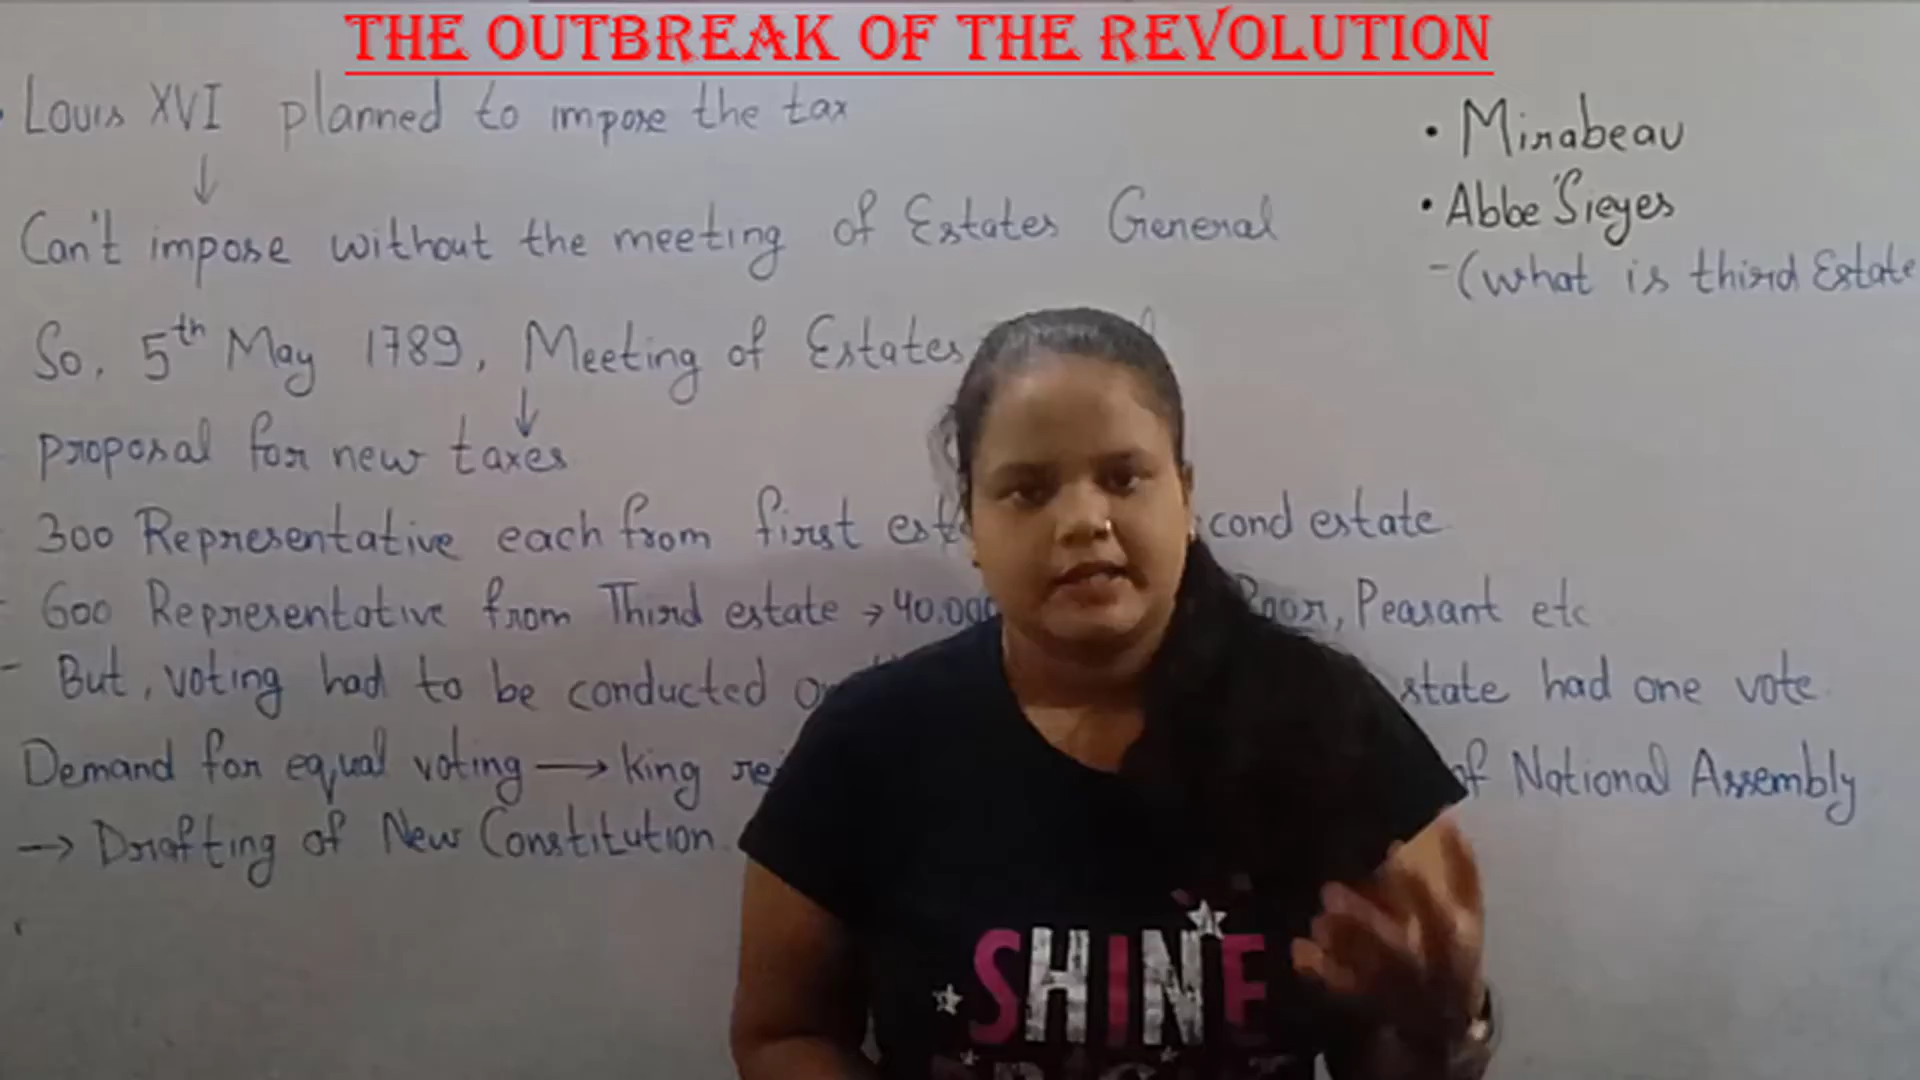 THE OUTBREAK OF THE REVOLUTION
Louis XVI planned to impose the tax
↓
Can't impose without the meeting of Estates General
So, 5th May 1789, Meeting of Estates
↓
proposal for new taxes
300 Representative each from first cond estate
- 600 Representative from Third estate → 40,000 Poor, Peasant etc
- But, voting had to be conducted state had one vote
Demand for equal voting → King of National Assembly
→ Drafting of New Constitution.
• Mirabeau
• Abbe'Sieyes
- (what is third Estate
SHINE